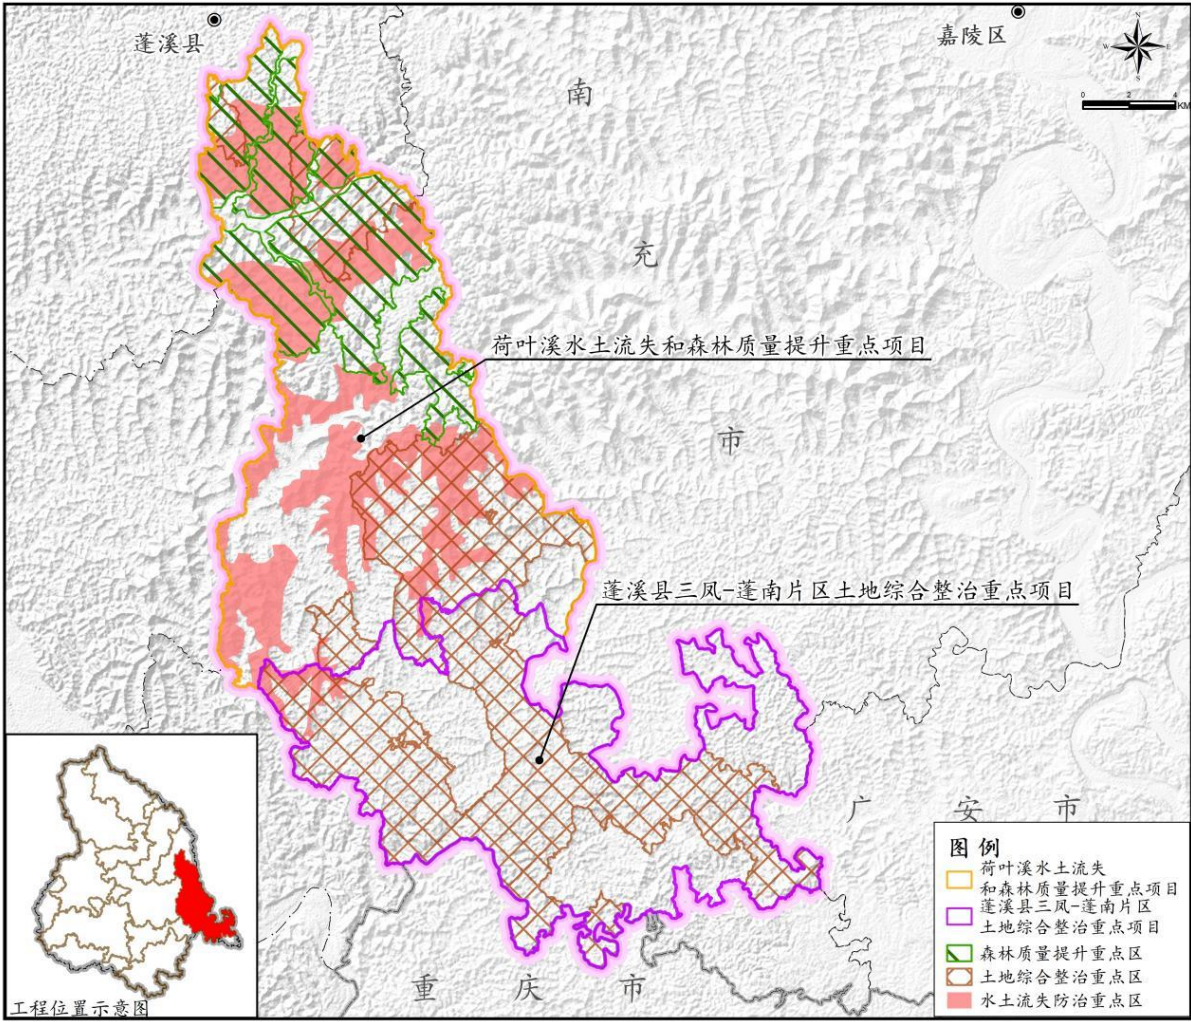 蓬溪县
嘉陵区
N
W
E
S
0 2 4
KM
南
充
市
荷叶溪水土流失和森林质量提升重点项目
蓬溪县三凤-蓬南片区土地综合整治重点项目
广安市
重庆市
工程位置示意图
图例
荷叶溪水土流失
和森林质量提升重点项目
蓬溪县三凤-蓬南片区
土地综合整治重点项目
森林质量提升重点区
土地综合整治重点区
水土流失防治重点区